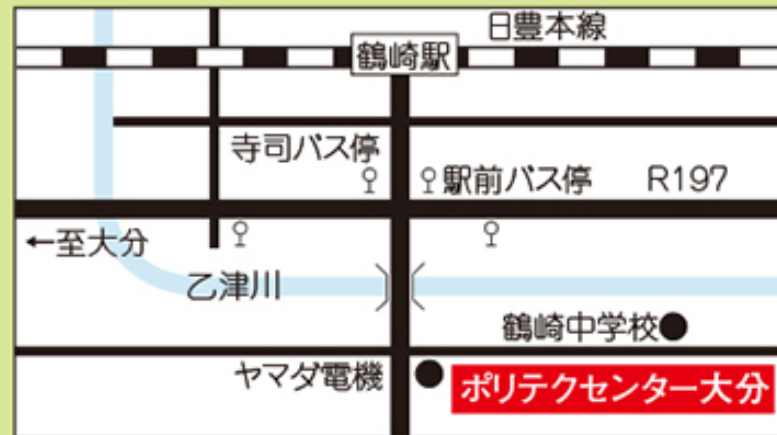 日豊本線
鶴崎駅
寺司バス停
駅前バス停
R197
←至大分
乙津川
鶴崎中学校
ヤマダ電機
ポリテクセンター大分